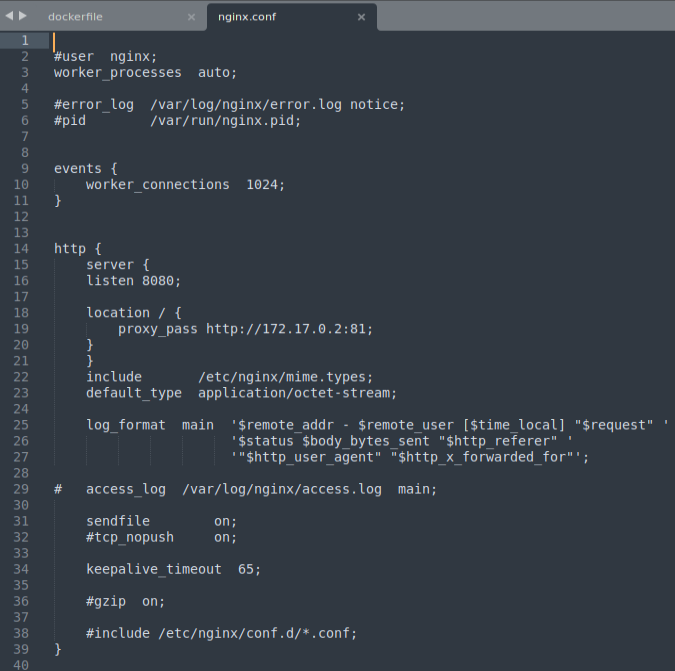 dockerfile × nginx.conf ×
1
2 #user  nginx;
3 worker_processes  auto;
4
5 #error_log  /var/log/nginx/error.log notice;
6 #pid        /var/run/nginx.pid;
7
8
9 events {
10     worker_connections  1024;
11 }
12
13
14 http {
15     server {
16     listen 8080;
17
18     location / {
19         proxy_pass http://172.17.0.2:81;
20     }
21     }
22     include       /etc/nginx/mime.types;
23     default_type  application/octet-stream;
24
25     log_format  main  '$remote_addr - $remote_user [$time_local] "$request" '
26                       '$status $body_bytes_sent "$http_referer" '
27                       '"$http_user_agent" "$http_x_forwarded_for"';
28
29 #   access_log  /var/log/nginx/access.log  main;
30
31     sendfile        on;
32     #tcp_nopush     on;
33
34     keepalive_timeout  65;
35
36     #gzip  on;
37
38     #include /etc/nginx/conf.d/*.conf;
39 }
40